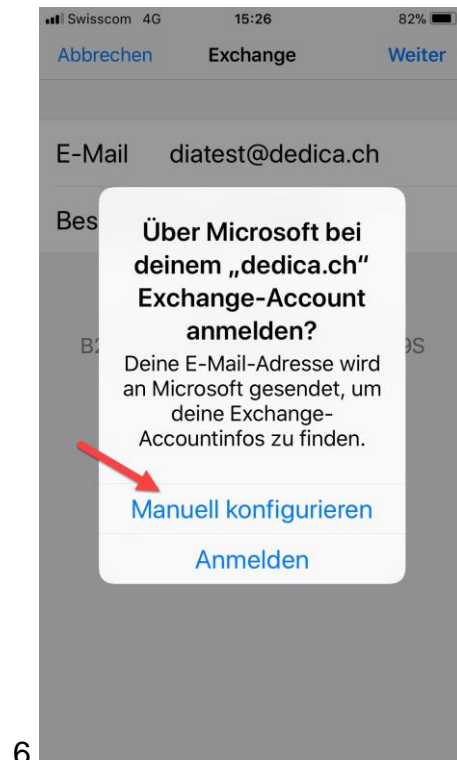 Swisscom 4G 15:26 82%
Abbrechen Exchange Weiter
E-Mail diatest@dedica.ch
Bes
Über Microsoft bei
deinem „dedica.ch“
Exchange-Account
anmelden?
Deine E-Mail-Adresse wird
an Microsoft gesendet, um
deine Exchange-
Accountinfos zu finden.
Manuell konfigurieren
Anmelden
6